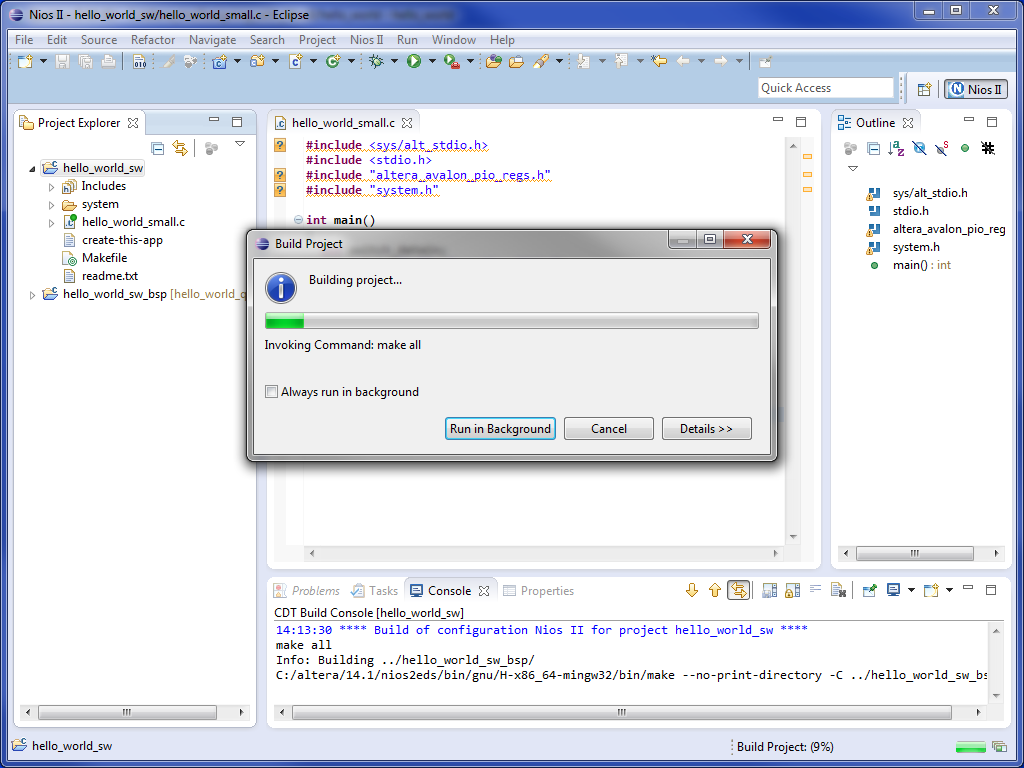 Nios II - hello_world_sw/hello_world_small.c - Eclipse
File Edit Source Refactor Navigate Search Project Nios II Run Window Help
Quick Access
Nios II
Project Explorer
hello_world_sw
Includes
system
hello_world_small.c
create-this-app
Makefile
readme.txt
hello_world_sw_bsp [hello_world_q
hello_world_small.c
#include <sys/alt_stdio.h>
#include <stdio.h>
#include "altera_avalon_pio_regs.h"
#include "system.h"
int main()
Outline
sys/alt_stdio.h
stdio.h
altera_avalon_pio_reg
system.h
main() : int
Build Project
Building project...
Invoking Command: make all
Always run in background
Run in Background Cancel Details >>
Problems Tasks Console Properties
CDT Build Console [hello_world_sw]
14:13:30 **** Build of configuration Nios II for project hello_world_sw ****
make all
Info: Building ../hello_world_sw_bsp/
C:/altera/14.1/nios2eds/bin/gnu/H-x86_64-mingw32/bin/make --no-print-directory -C ../hello_world_sw_bs
hello_world_sw
Build Project: (9%)